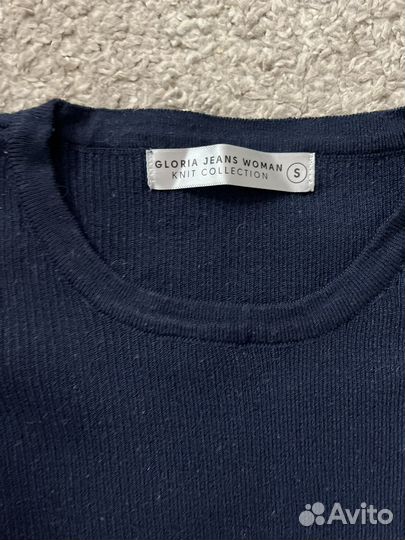 GLORIA JEANS WOMAN
KNIT COLLECTION
S
Avito